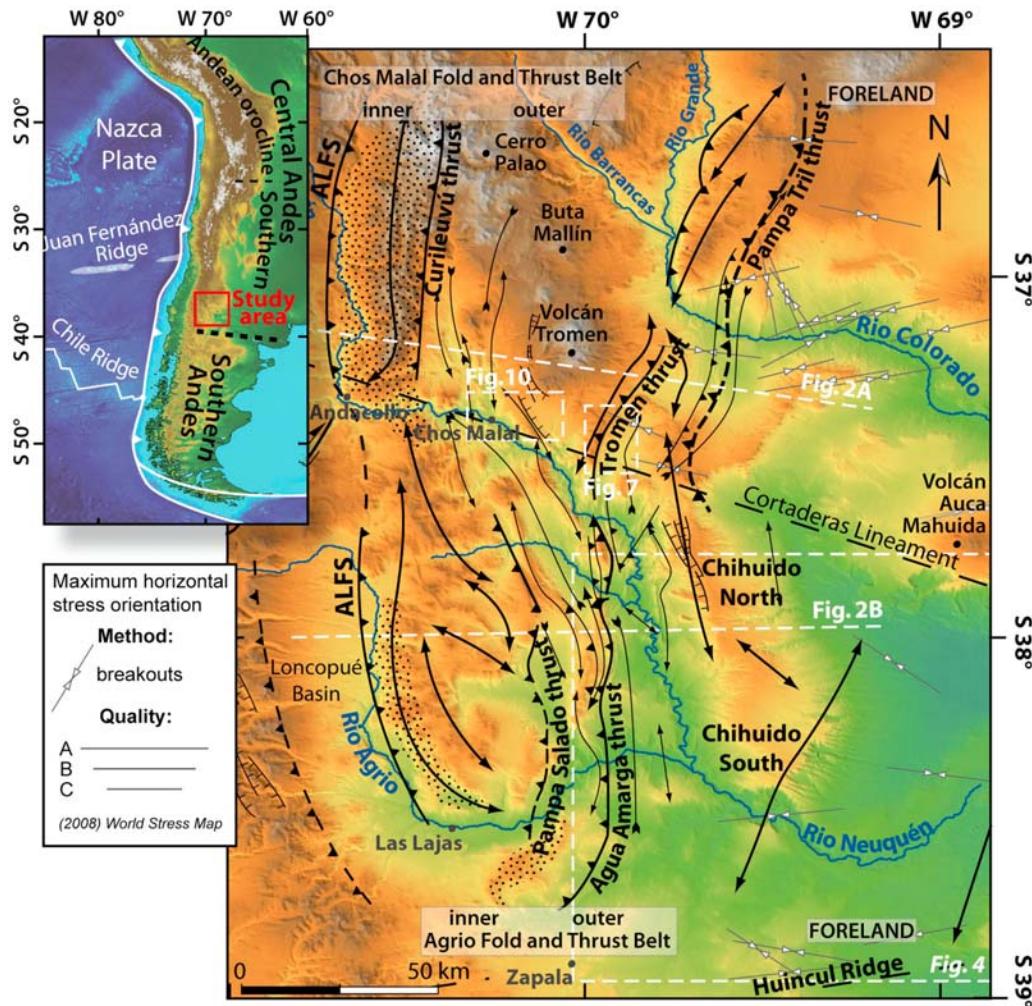 W 80° W 70° W 60°
S 20°
S 30°
S 40°
S 50°
Andean orocline
Central Andes
Southern
Nazca
Plate
Juan Fernández
Ridge
Study
area
Chile Ridge
Southern
Andes
Maximum horizontal
stress orientation
Method:
breakouts
Quality:
A
B
C
(2008) World Stress Map
W 70° W 69°
S 37°
S 38°
S 39°
Chos Malal Fold and Thrust Belt
inner outer
FORELAND
N
ALFS
Curileuvú thrust
Cerro
Palao
Rio Barrancas
Rio Grande
Pampa Tril thrust
Buta
Mallín
Volcán
Tromen
Rio Colorado
Fig. 2A
Fig.10
Tromen thrust
Andacollo
Chos Malal
Fig. 7
Volcán
Auca
Mahuida
Cortaderas Lineament
ALFS
Chihuido
North
Fig. 2B
Loncopué
Basin
Rio Agrio
Pampa Salado thrust
Agua Amarga thrust
Chihuido
South
Las Lajas
Rio Neuquén
inner outer
Agrio Fold and Thrust Belt
FORELAND
0 50 km
Zapala
Huincul Ridge
Fig. 4